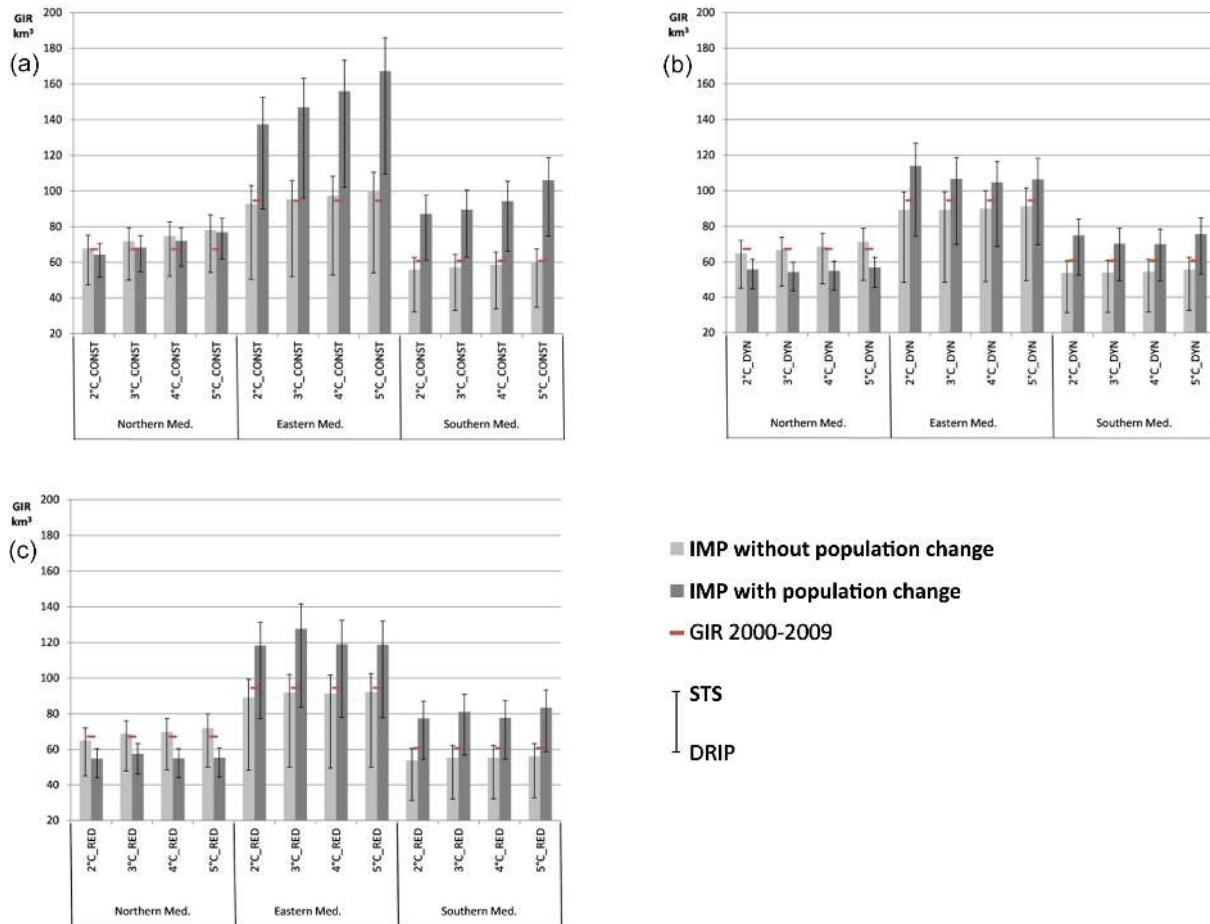 GIR
km³
(a)
200
180
160
140
120
100
80
60
40
20
2°C_CONST
3°C_CONST
4°C_CONST
5°C_CONST
2°C_CONST
3°C_CONST
4°C_CONST
5°C_CONST
2°C_CONST
3°C_CONST
4°C_CONST
5°C_CONST
Northern Med.
Eastern Med.
Southern Med.
GIR
km³
(b)
200
180
160
140
120
100
80
60
40
20
2°C_DYN
3°C_DYN
4°C_DYN
5°C_DYN
2°C_DYN
3°C_DYN
4°C_DYN
5°C_DYN
2°C_DYN
3°C_DYN
4°C_DYN
5°C_DYN
Northern Med.
Eastern Med.
Southern Med.
GIR
km³
(c)
200
180
160
140
120
100
80
60
40
20
2°C_RED
3°C_RED
4°C_RED
5°C_RED
2°C_RED
3°C_RED
4°C_RED
5°C_RED
2°C_RED
3°C_RED
4°C_RED
5°C_RED
Northern Med.
Eastern Med.
Southern Med.
IMP without population change
IMP with population change
GIR 2000-2009
STS
DRIP